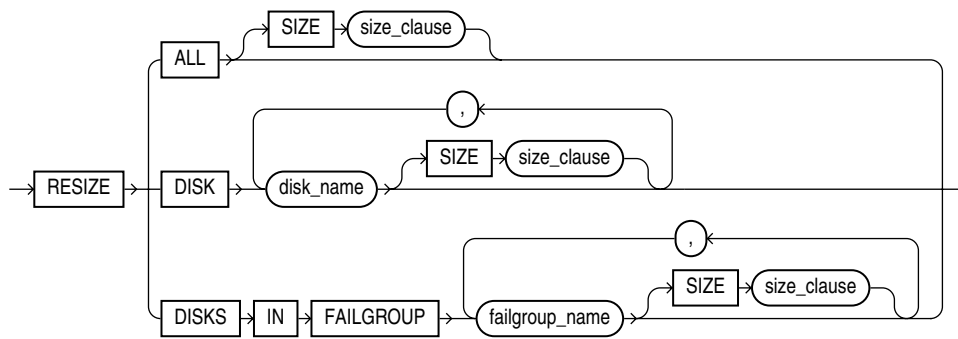 SIZE size_clause
ALL
,
SIZE size_clause
RESIZE DISK disk_name
,
SIZE size_clause
DISKS IN FAILGROUP failgroup_name